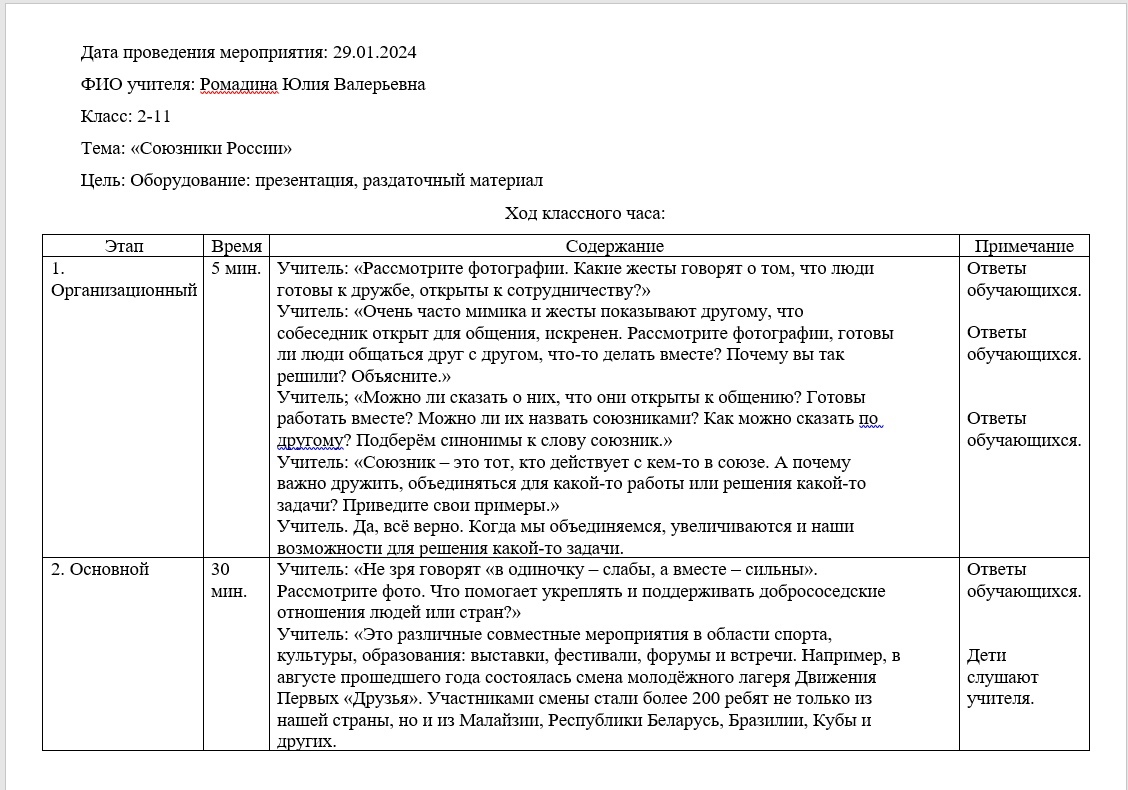 Дата проведения мероприятия: 29.01.2024
ФИО учителя: Ромадина Юлия Валерьевна
Класс: 2-11
Тема: «Союзники России»
Цель: Оборудование: презентация, раздаточный материал
Ход классного часа:
Этап
Время
Содержание
Примечание
1.
Организационный
5 мин.
Учитель: «Рассмотрите фотографии. Какие жесты говорят о том, что люди
готовы к дружбе, открыты к сотрудничеству?»
Учитель: «Очень часто мимика и жесты показывают другому, что
собеседник открыт для общения, искренен. Рассмотрите фотографии, готовы
ли люди общаться друг с другом, что-то делать вместе? Почему вы так
решили? Объясните.»
Учитель; «Можно ли сказать о них, что они открыты к общению? Готовы
работать вместе? Можно ли их назвать союзниками? Как можно сказать по
другому? Подберём синонимы к слову союзник.»
Учитель: «Союзник – это тот, кто действует с кем-то в союзе. А почему
важно дружить, объединяться для какой-то работы или решения какой-то
задачи? Приведите свои примеры.»
Учитель. Да, всё верно. Когда мы объединяемся, увеличиваются и наши
возможности для решения какой-то задачи.
Ответы
обучающихся.
Ответы
обучающихся.
Ответы
обучающихся.
2. Основной
30
мин.
Учитель: «Не зря говорят «в одиночку – слабы, а вместе – сильны».
Рассмотрите фото. Что помогает укреплять и поддерживать добрососедские
отношения людей или стран?»
Учитель: «Это различные совместные мероприятия в области спорта,
культуры, образования: выставки, фестивали, форумы и встречи. Например, в
августе прошедшего года состоялась смена молодёжного лагеря Движения
Первых «Друзья». Участниками смены стали более 200 ребят не только из
нашей страны, но и из Малайзии, Республики Беларусь, Бразилии, Кубы и
других.
Ответы
обучающихся.
Дети
слушают
учителя.